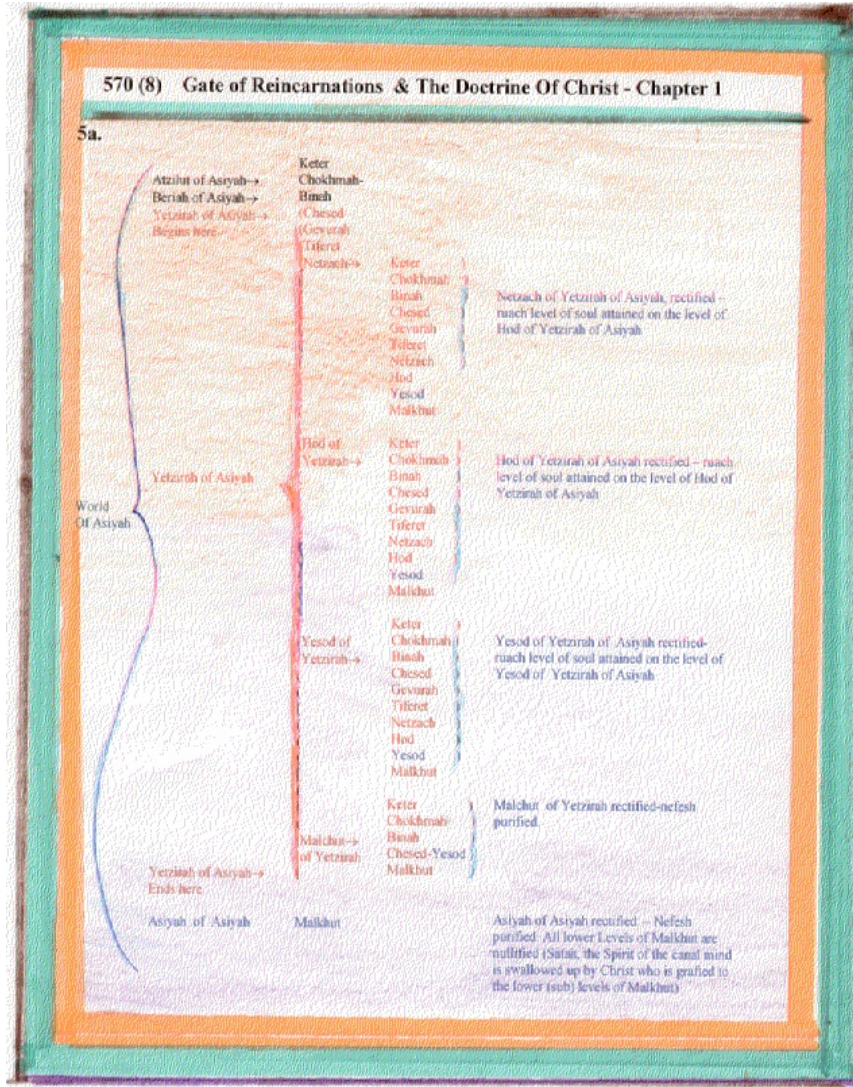 570 (8) Gate of Reincarnations & The Doctrine Of Christ - Chapter 1
5a.
Keter
Atzilut of Asiyah→ Chokhmah-
Beriah of Asiyah→ Binah
Yetzirah of Asiyah→ (Chesed
Begins here (Gevurah
(Tiferet
Netzach→ Keter
Chokhmah
Binah
Chesed
Gevurah
Tiferet
Netzach
Hod
Yesod
Malkhut
Netzach of Yetzirah of Asiyah, rectified –
ruach level of soul attained on the level of
Hod of Yetzirah of Asiyah
Yetzirah of Asiyah
World
Of Asiyah
Hod of
Yetzirah→
Keter
Chokhmah
Binah
Chesed
Gevurah
Tiferet
Netzach
Hod
Yesod
Malkhut
Hod of Yetzirah of Asiyah rectified – ruach
level of soul attained on the level of Hod of
Yetzirah of Asiyah
Yesod of
Yetzirah→
Keter
Chokhmah
Binah
Chesed
Gevurah
Tiferet
Netzach
Hod
Yesod
Malkhut
Yesod of Yetzirah of Asiyah rectified-
ruach level of soul attained on the level of
Yesod of Yetzirah of Asiyah
Malchut→
of Yetzirah
Keter
Chokhmah-
Binah
Chesed-Yesod
Malkhut
Malchut of Yetzirah rectified-nefesh
purified.
Yetzirah of Asiyah→
Ends here
Asiyah of Asiyah Malkhut
Asiyah of Asiyah rectified – Nefesh
purified. All lower Levels of Malkhut are
nullified (Satan, the Spirit of the canal mind
is swallowed up by Christ who is grafted to
the lower (sub) levels of Malkhut)